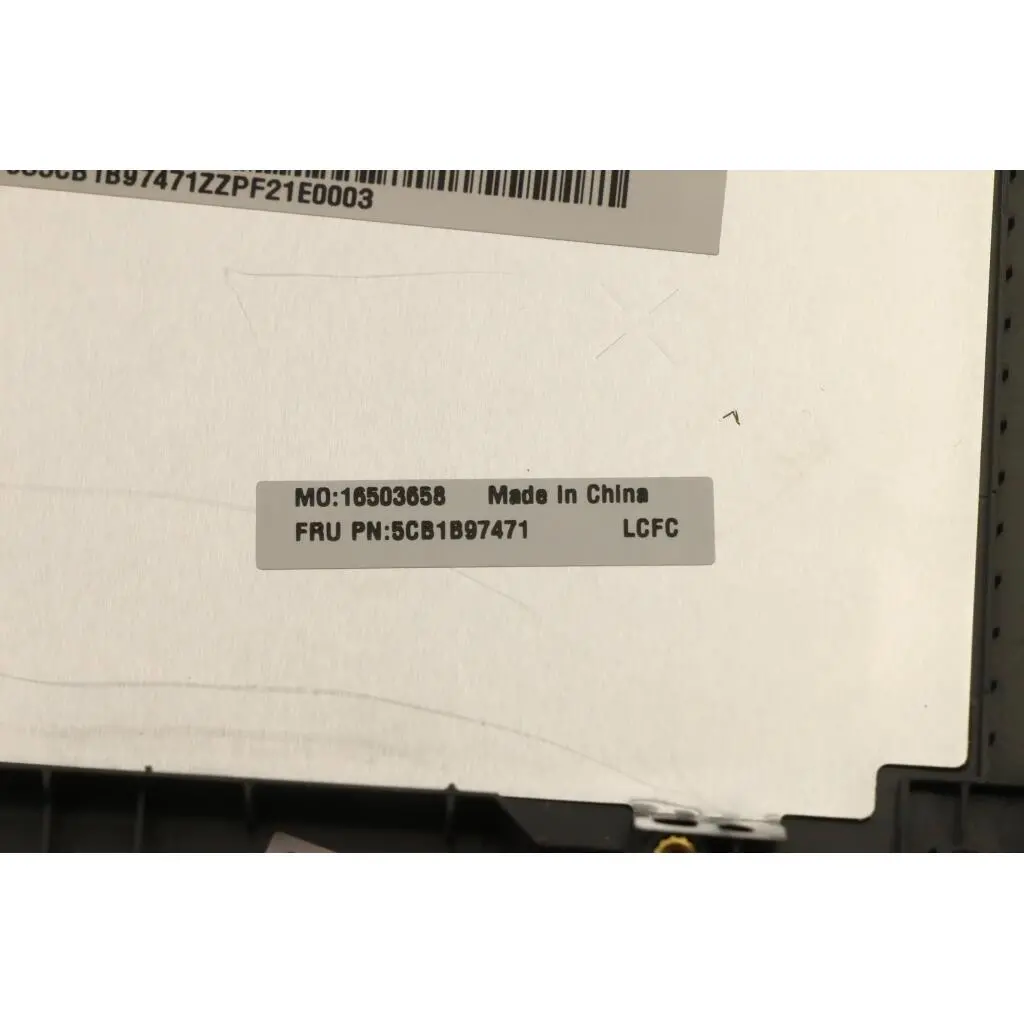 5CB1B97471ZZPF21E0003
MO:16503658 Made In China
FRU PN:5CB1B97471 LCFC